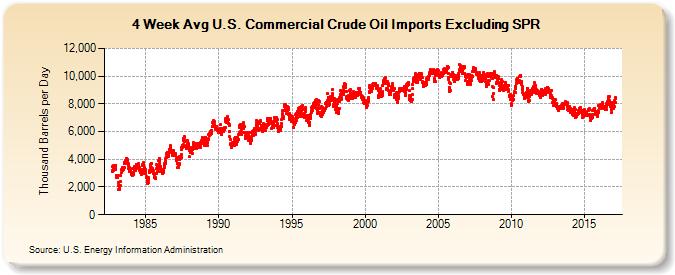 4 Week Avg U.S. Commercial Crude Oil Imports Excluding SPR
Thousand Barrels per Day
12,000
10,000
8,000
6,000
4,000
2,000
0
1985 1990 1995 2000 2005 2010 2015
Source: U.S. Energy Information Administration